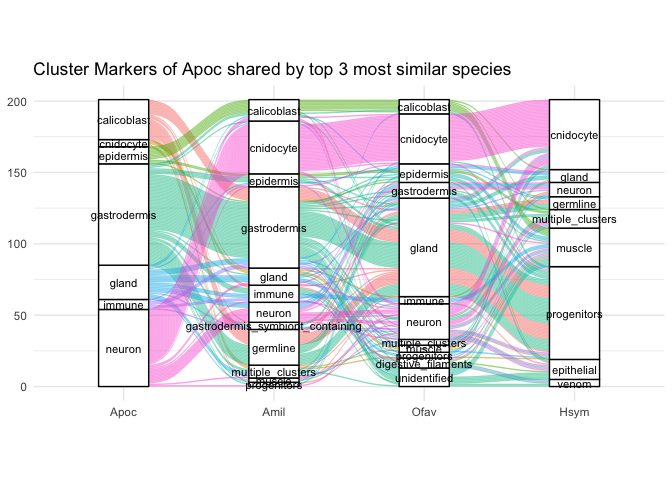 Cluster Markers of Apoc shared by top 3 most similar species
200
150
100
50
0
calicoblast
cnidocyte
epidermis
gastrodermis
gland
immune
neuron
calicoblast
cnidocyte
epidermis
gastrodermis
gland
immune
neuron
gastrodermis_symbiont_containing
germline
multiple_clusters
muscle
progenitors
calicoblast
cnidocyte
epidermis
gastrodermis
gland
immune
neuron
multiple_clusters
muscle
progenitors
digestive_filaments
unidentified
cnidocyte
gland
neuron
germline
multiple_clusters
muscle
progenitors
epithelial
venom
Apoc
Amil
Ofav
Hsym